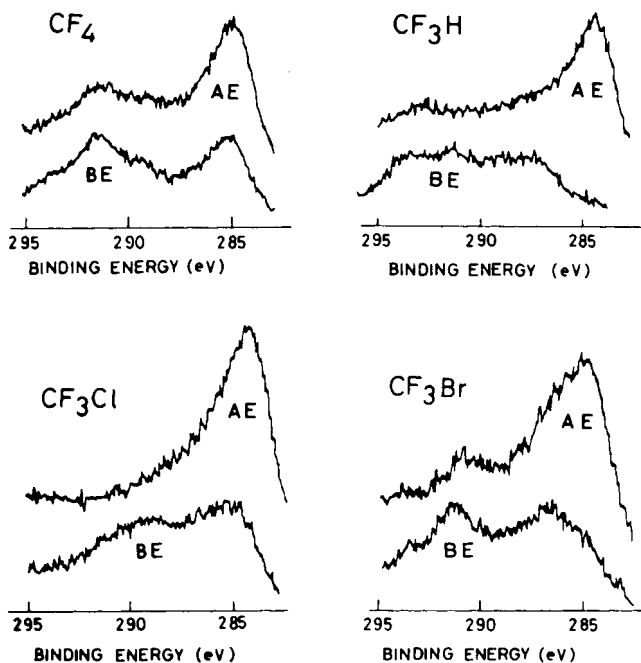 CF₄
AE
BE
295 290 285
BINDING ENERGY (eV)
CF₃H
AE
BE
295 290 285
BINDING ENERGY (eV)
CF₃Cl
AE
BE
295 290 285
BINDING ENERGY (eV)
CF₃Br
AE
BE
295 290 285
BINDING ENERGY (eV)